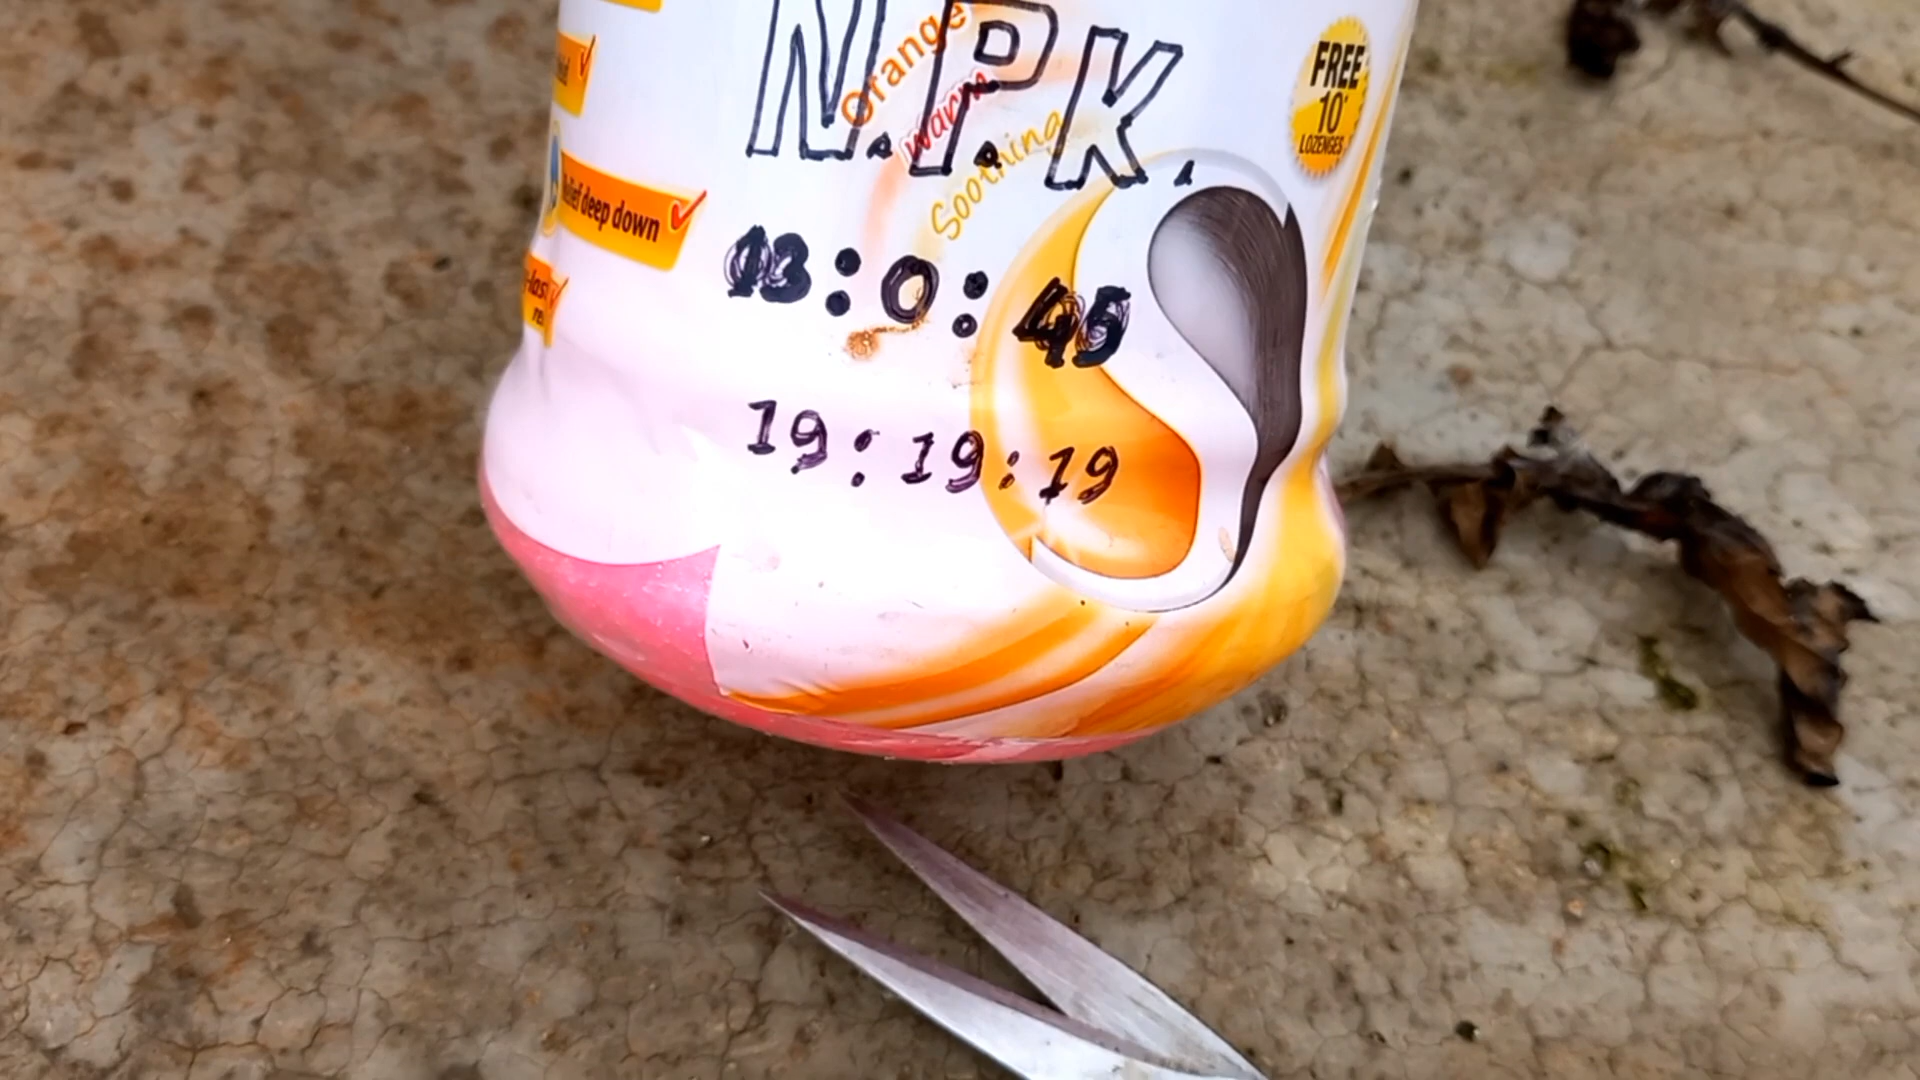 N.P.K.
Orange
warm
Soothing
FREE
10*
LOZENGES
Relief deep down
13:0:45
19:19:19